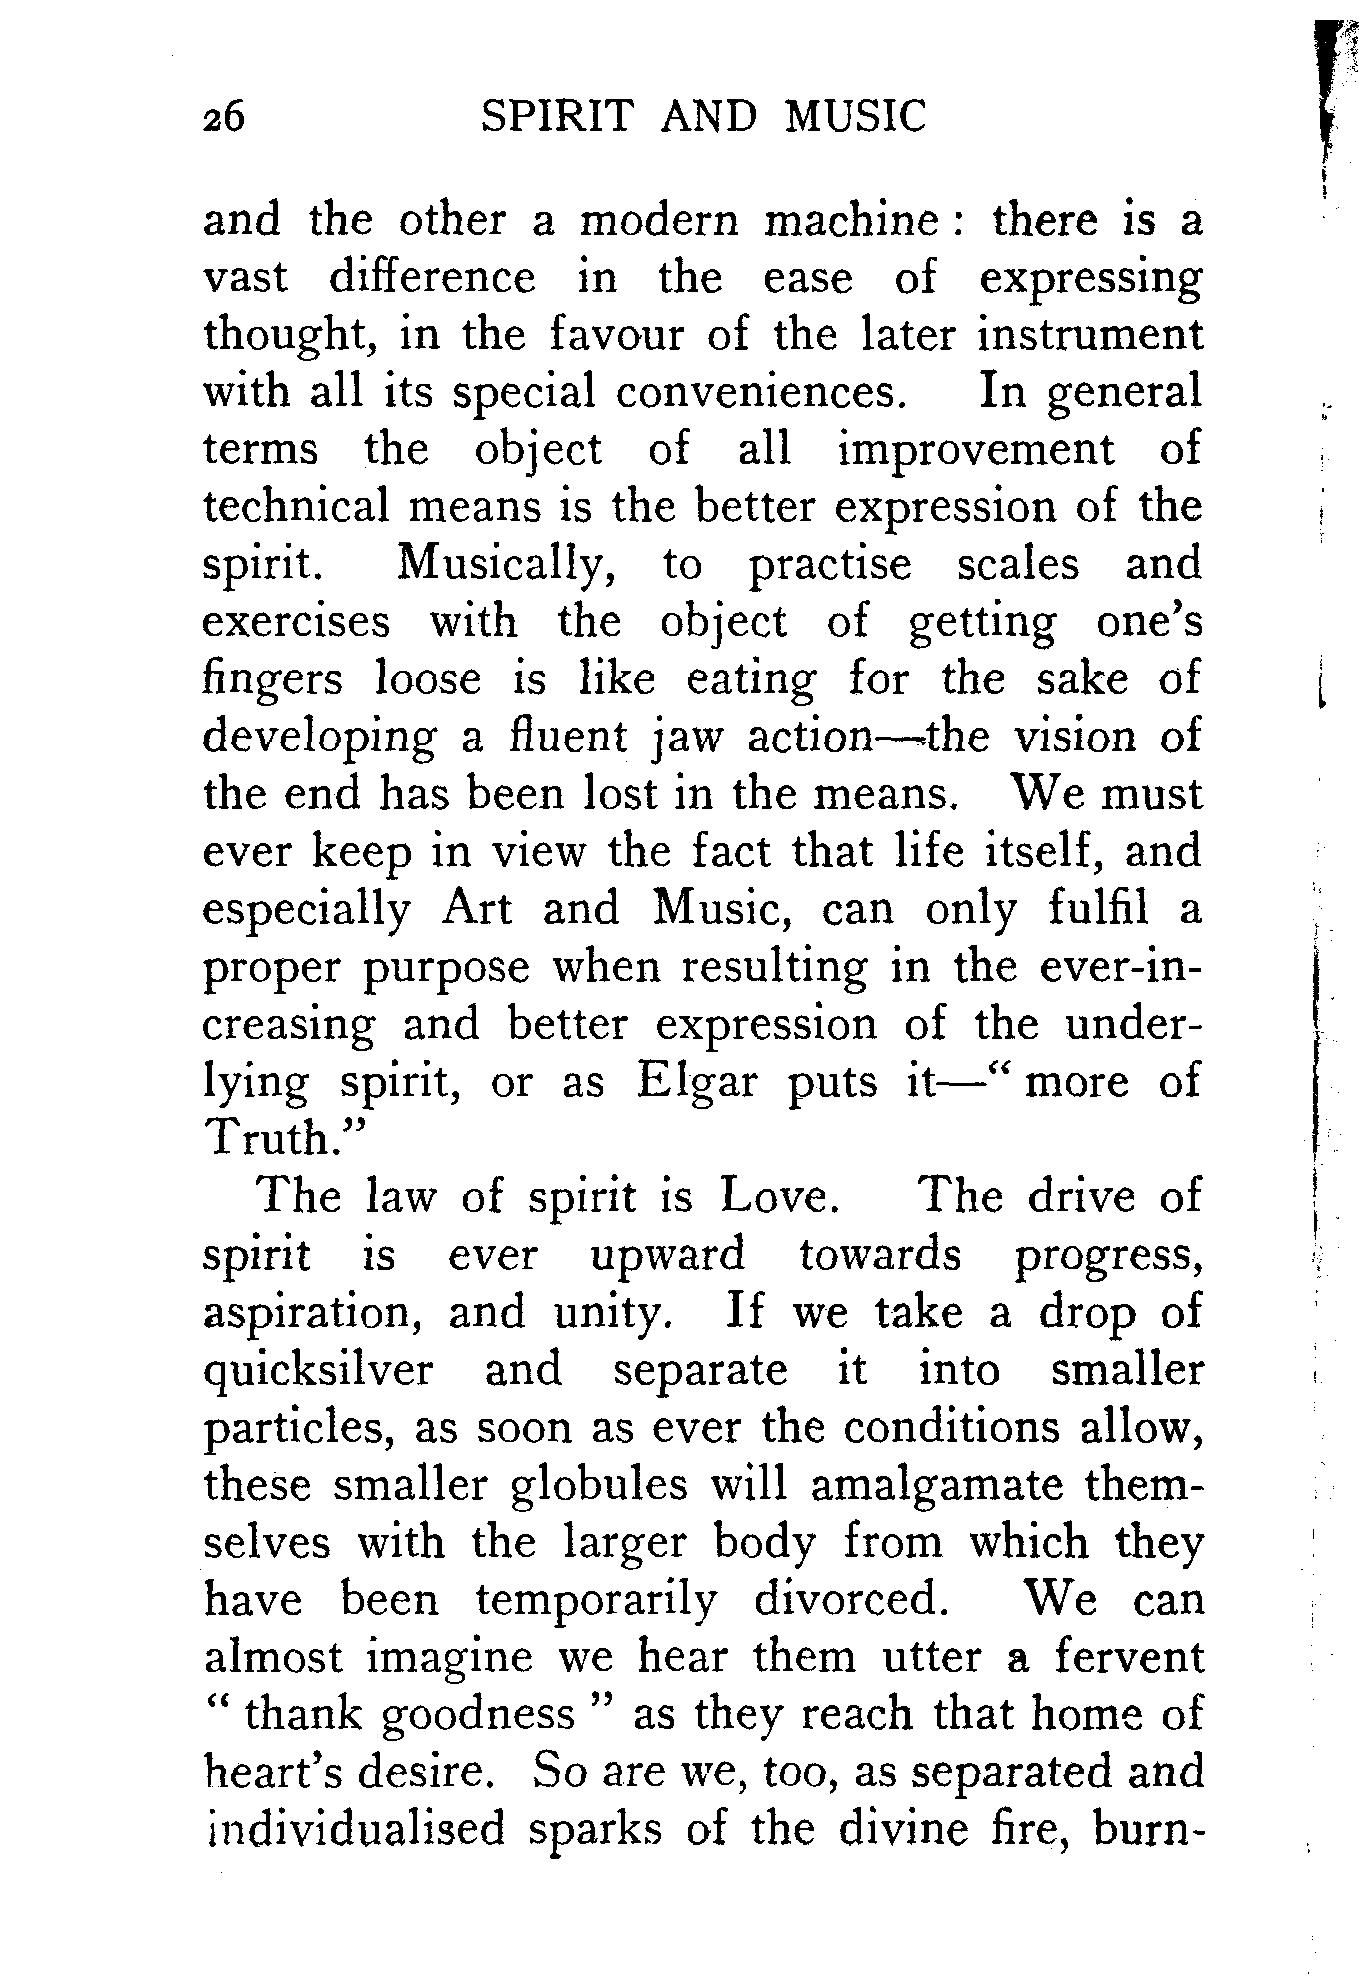 26 SPIRIT AND MUSIC
and the other a modern machine : there is a
vast difference in the ease of expressing
thought, in the favour of the later instrument
with all its special conveniences. In general
terms the object of all improvement of
technical means is the better expression of the
spirit. Musically, to practise scales and
exercises with the object of getting one's
fingers loose is like eating for the sake of
developing a fluent jaw action—the vision of
the end has been lost in the means. We must
ever keep in view the fact that life itself, and
especially Art and Music, can only fulfil a
proper purpose when resulting in the ever-in-
creasing and better expression of the under-
lying spirit, or as Elgar puts it—“ more of
Truth.”
The law of spirit is Love. The drive of
spirit is ever upward towards progress,
aspiration, and unity. If we take a drop of
quicksilver and separate it into smaller
particles, as soon as ever the conditions allow,
these smaller globules will amalgamate them-
selves with the larger body from which they
have been temporarily divorced. We can
almost imagine we hear them utter a fervent
“ thank goodness ” as they reach that home of
heart's desire. So are we, too, as separated and
individualised sparks of the divine fire, burn-